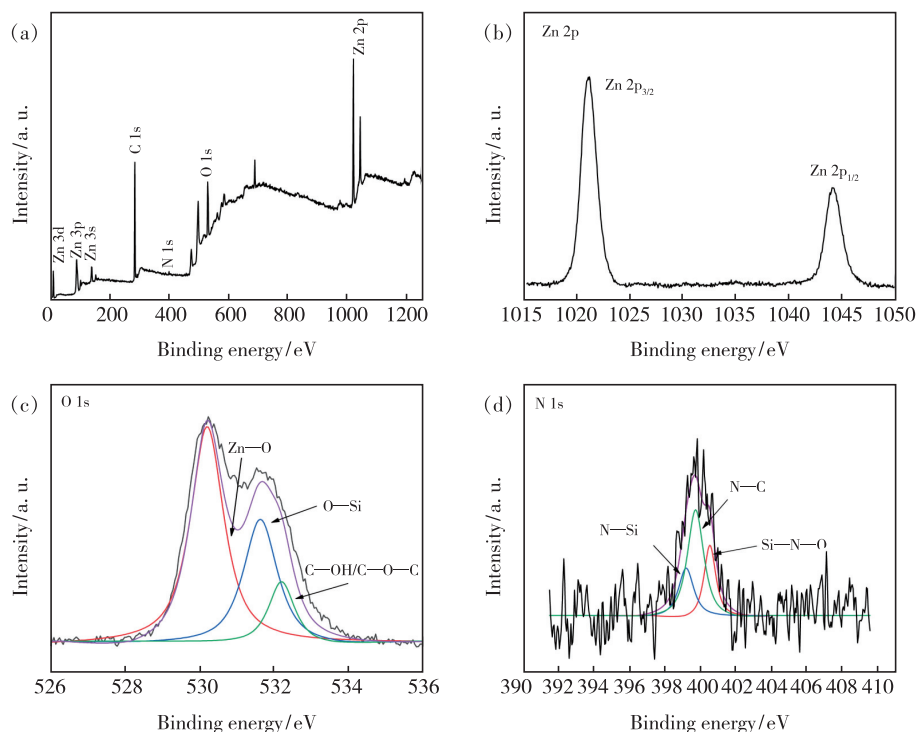 (a)
Zn 3d
Zn 3p
Zn 3s
C 1s
N 1s
O 1s
Zn 2p
Intensity/a. u.
0 200 400 600 800 1000 1200
Binding energy/eV
(b)
Zn 2p
Zn 2p3/2
Zn 2p1/2
Intensity/a. u.
1015 1020 1025 1030 1035 1040 1045 1050
Binding energy/eV
(c)
O 1s
Zn—O
O—Si
C—OH/C—O—C
Intensity/a. u.
526 528 530 532 534 536
Binding energy/eV
(d)
N 1s
N—C
N—Si
Si—N—O
Intensity/a. u.
390 392 394 396 398 400 402 404 406 408 410
Binding energy/eV